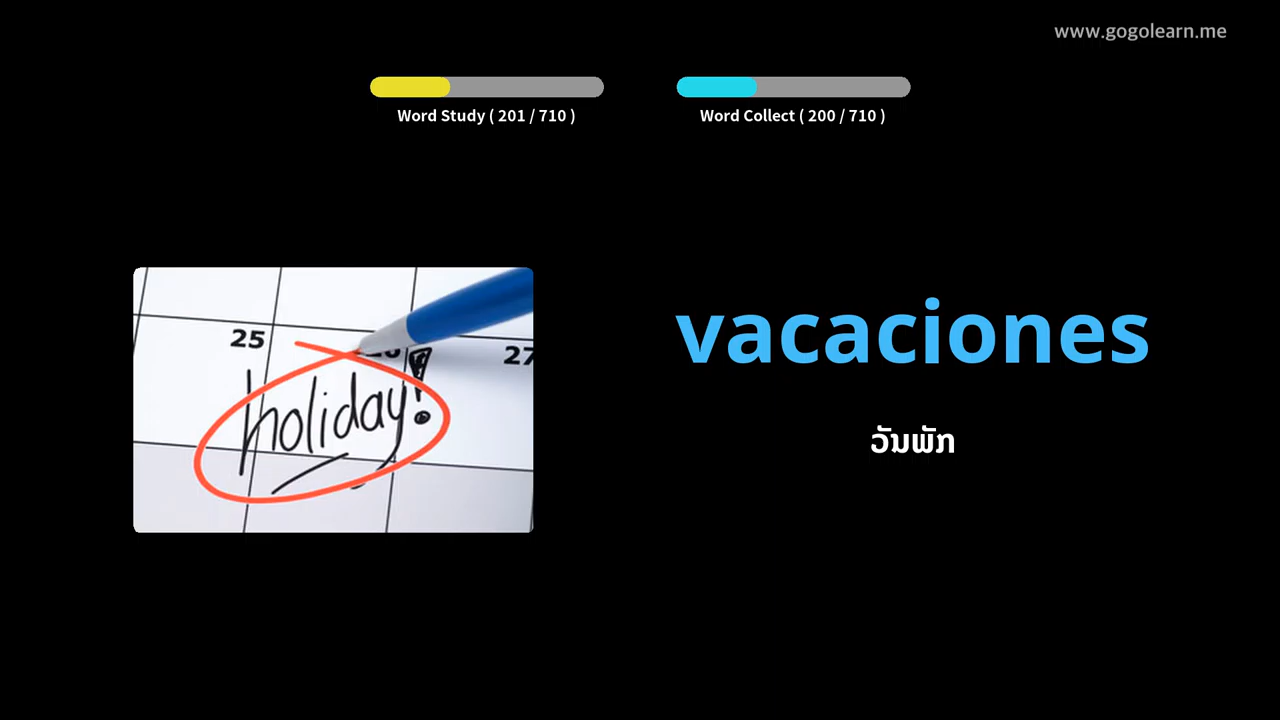 www.gogolearn.me
Word Study ( 201 / 710 )
Word Collect ( 200 / 710 )
25
27
holiday!
vacaciones
ວັນພັກ